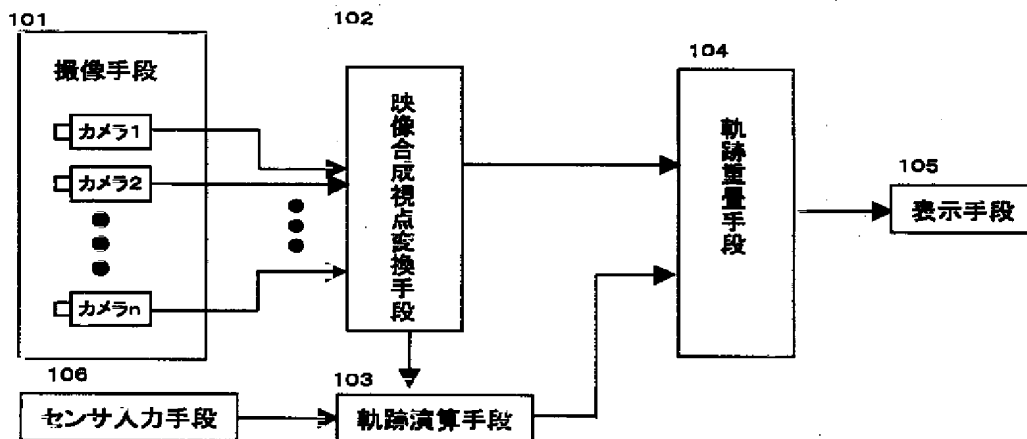 101
撮像手段
カメラ1
カメラ2
カメラn
102
映像合成視点変換手段
104
軌跡重畳手段
105
表示手段
106
センサ入力手段
103
軌跡演算手段